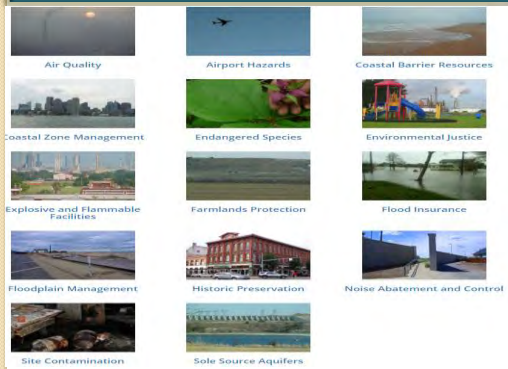 Air Quality
Airport Hazards
Coastal Barrier Resources
Coastal Zone Management
Endangered Species
Environmental Justice
Explosive and Flammable
Facilities
Farmlands Protection
Flood Insurance
Floodplain Management
Historic Preservation
Noise Abatement and Control
Site Contamination
Sole Source Aquifers